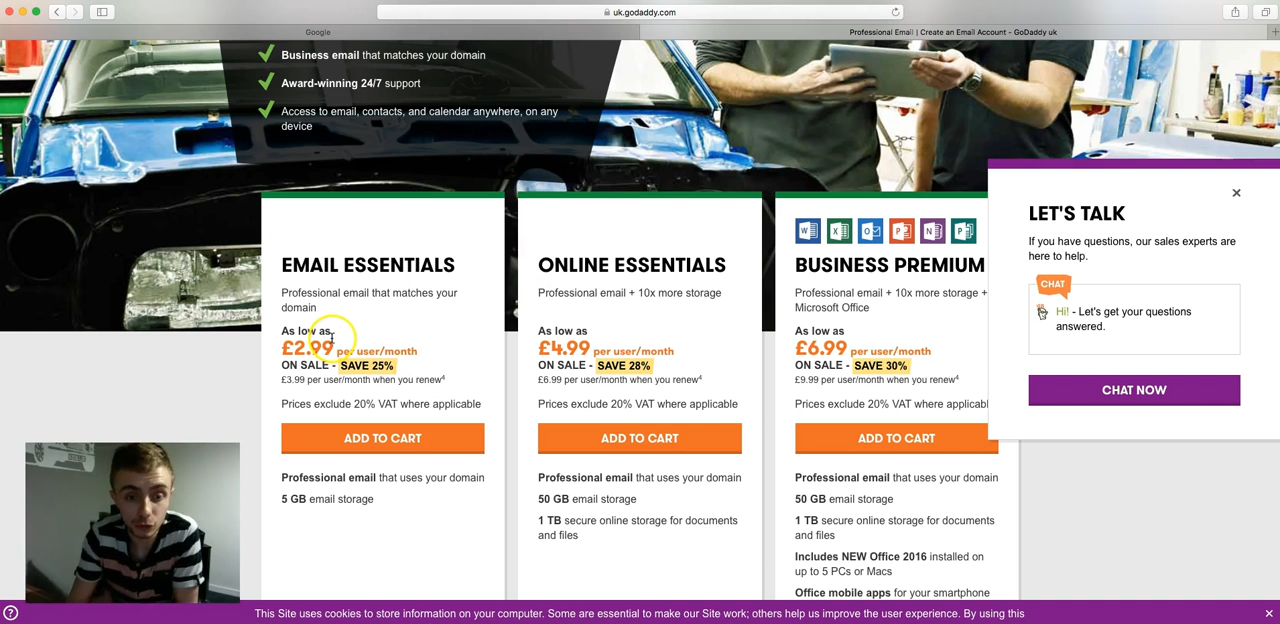 uk.godaddy.com
Google
Professional Email | Create an Email Account - GoDaddy uk
Business email that matches your domain
Award-winning 24/7 support
Access to email, contacts, and calendar anywhere, on any
device
EMAIL ESSENTIALS
Professional email that matches your
domain
As low as
£2.99 per user/month
ON SALE - SAVE 25%
£3.99 per user/month when you renew4
Prices exclude 20% VAT where applicable
ADD TO CART
Professional email that uses your domain
5 GB email storage
ONLINE ESSENTIALS
Professional email + 10x more storage
As low as
£4.99 per user/month
ON SALE - SAVE 28%
£6.99 per user/month when you renew4
Prices exclude 20% VAT where applicable
ADD TO CART
Professional email that uses your domain
50 GB email storage
1 TB secure online storage for documents
and files
W X O P N P
BUSINESS PREMIUM
Professional email + 10x more storage +
Microsoft Office
As low as
£6.99 per user/month
ON SALE - SAVE 30%
£9.99 per user/month when you renew4
Prices exclude 20% VAT where applicabl
ADD TO CART
Professional email that uses your domain
50 GB email storage
1 TB secure online storage for documents
and files
Includes NEW Office 2016 installed on
up to 5 PCs or Macs
Office mobile apps for your smartphone
LET'S TALK
If you have questions, our sales experts are
here to help.
CHAT
Hi! - Let's get your questions
answered.
CHAT NOW
This Site uses cookies to store information on your computer. Some are essential to make our Site work; others help us improve the user experience. By using this